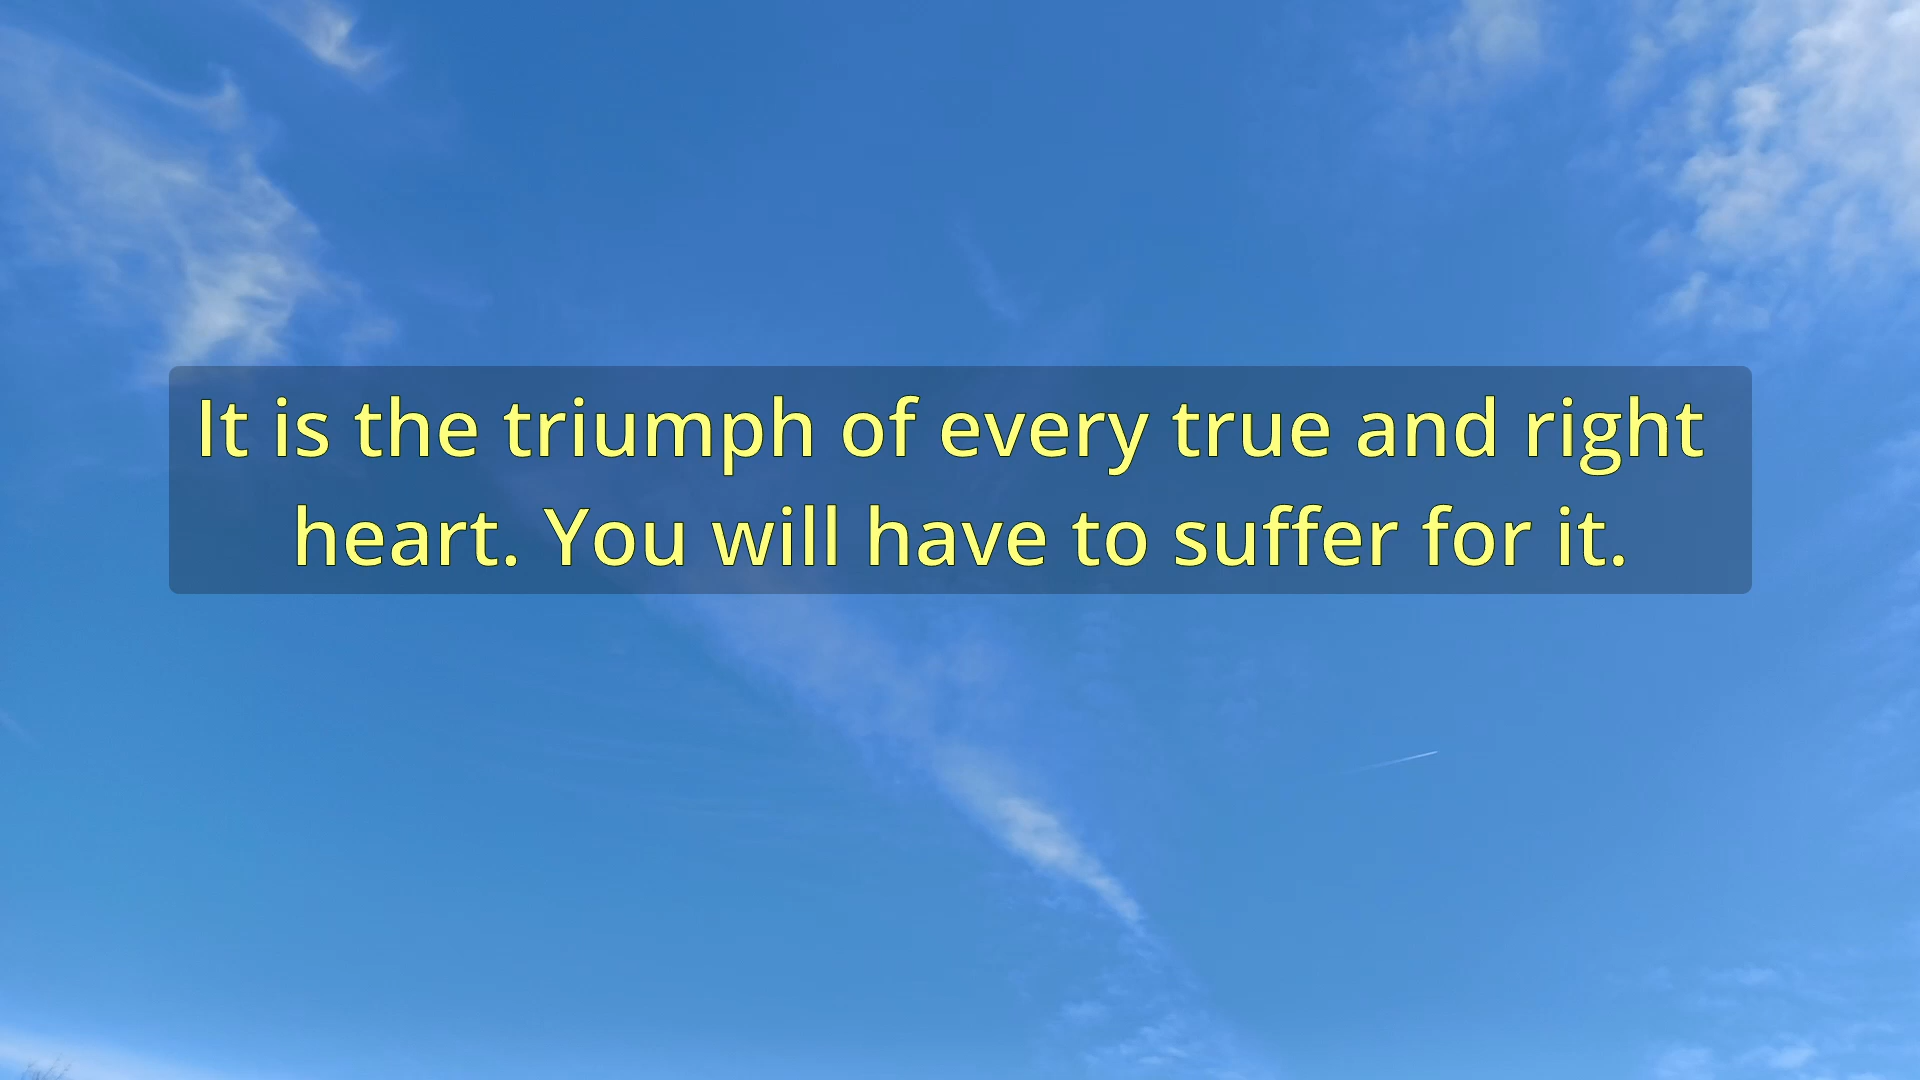 It is the triumph of every true and right
heart. You will have to suffer for it.